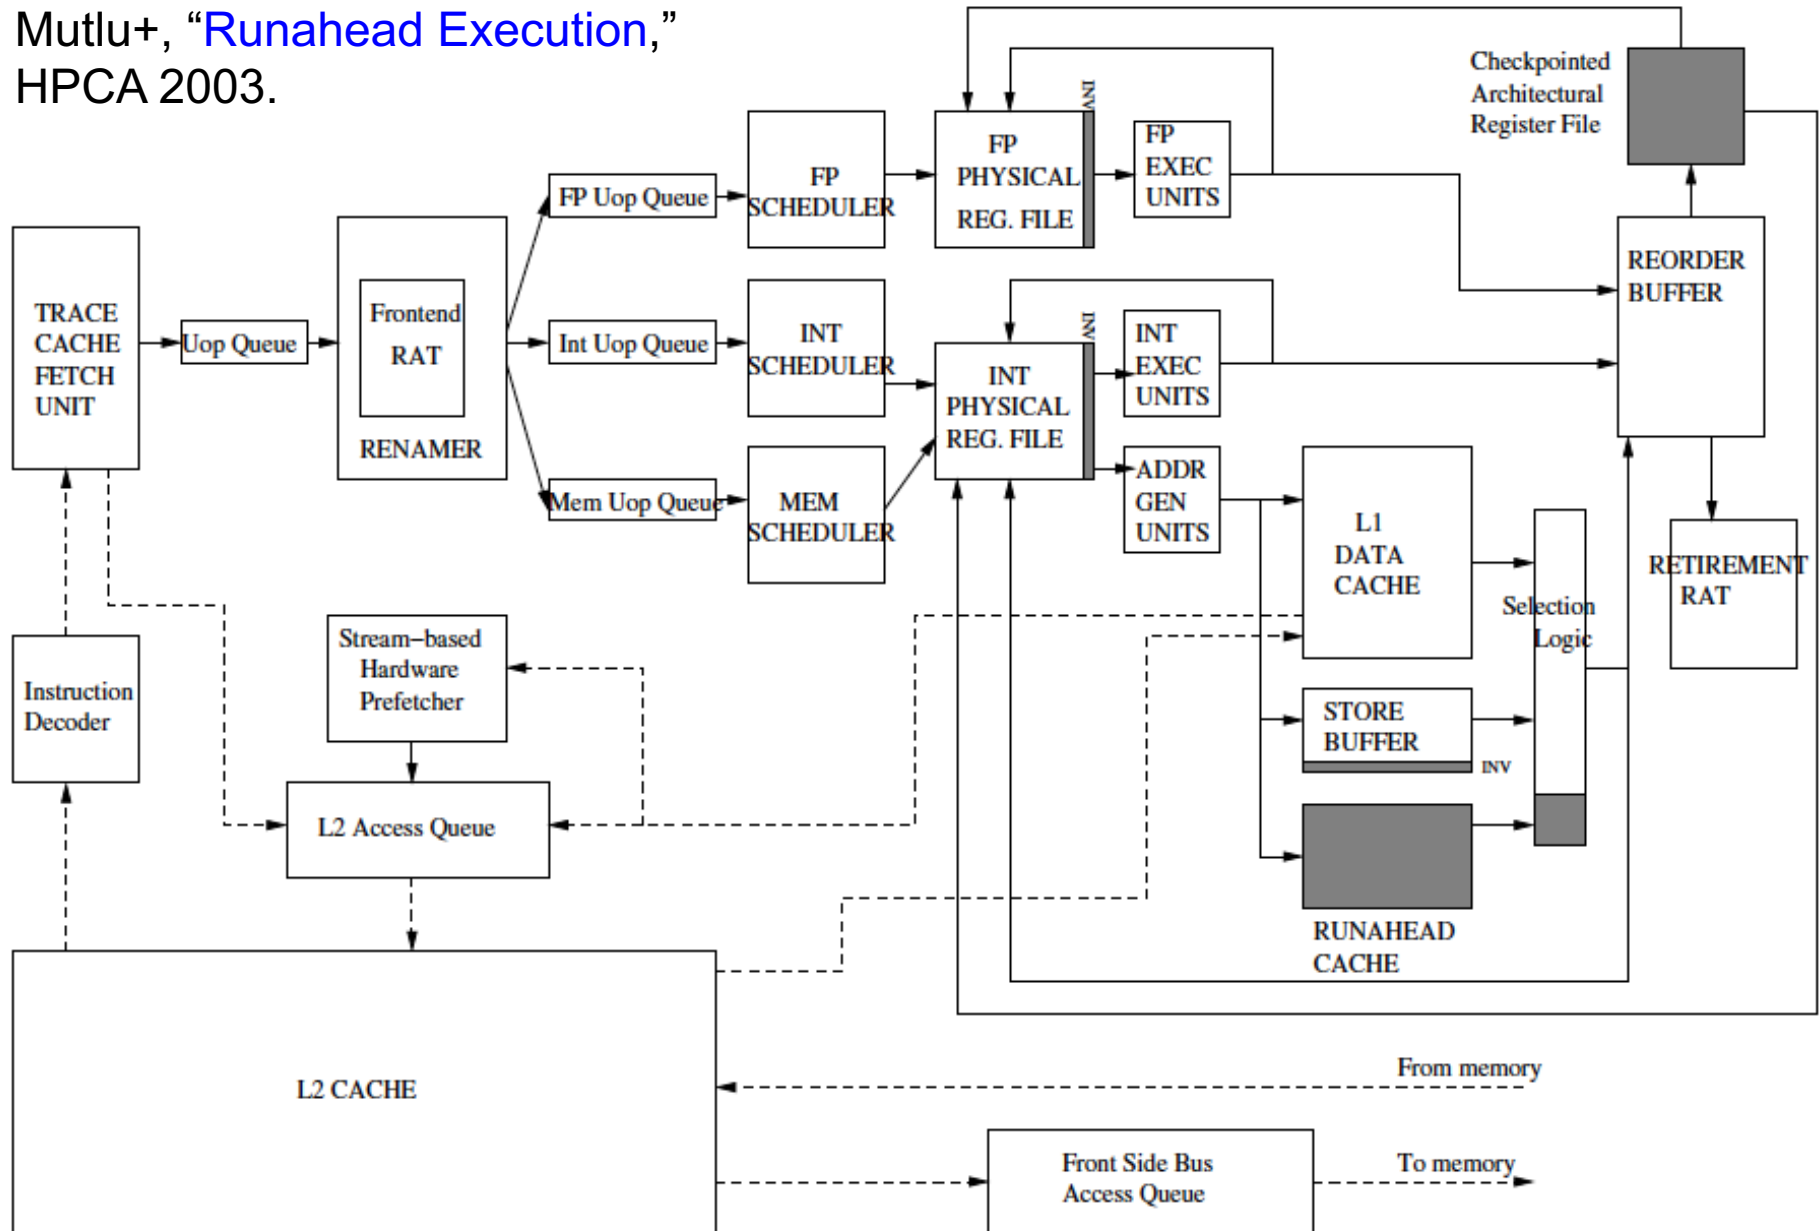 Mutlu+, “Runahead Execution,”
HPCA 2003.
Checkpointed
Architectural
Register File
INV
FP
PHYSICAL
REG. FILE
FP
EXEC
UNITS
FP
SCHEDULER
FP Uop Queue
REORDER
BUFFER
TRACE
CACHE
FETCH
UNIT
Uop Queue
Frontend
RAT
RENAMER
Int Uop Queue
INT
SCHEDULER
INV
INT
PHYSICAL
REG. FILE
INT
EXEC
UNITS
Mem Uop Queue
MEM
SCHEDULER
ADDR
GEN
UNITS
L1
DATA
CACHE
Selection
Logic
RETIREMENT
RAT
Instruction
Decoder
Stream-based
Hardware
Prefetcher
STORE
BUFFER
INV
L2 Access Queue
RUNAHEAD
CACHE
L2 CACHE
From memory
Front Side Bus
Access Queue
To memory